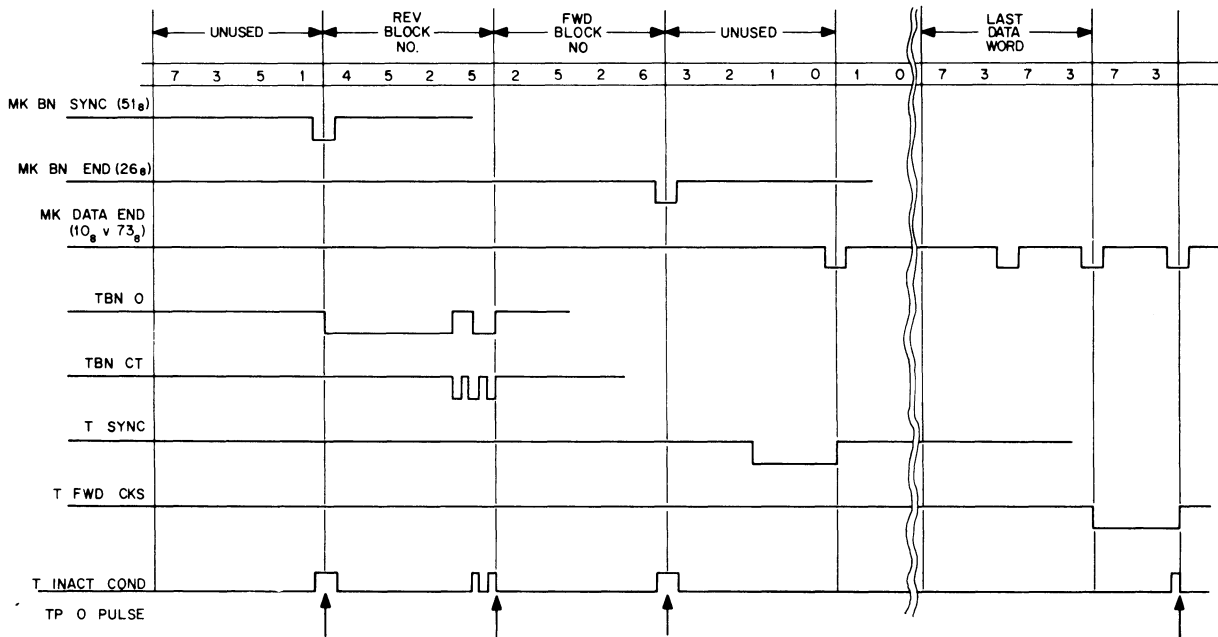 UNUSED
REV
BLOCK
NO.
FWD
BLOCK
NO
UNUSED
LAST
DATA
WORD
7 3 5 1 4 5 2 5 2 5 2 6 3 2 1 0 1 0 7 3 7 3 7 3
MK BN SYNC (51₈)
MK BN END (26₈)
MK DATA END
(10₈ v 73₈)
TBN 0
TBN CT
T SYNC
T FWD CKS
T INACT COND
TP 0 PULSE